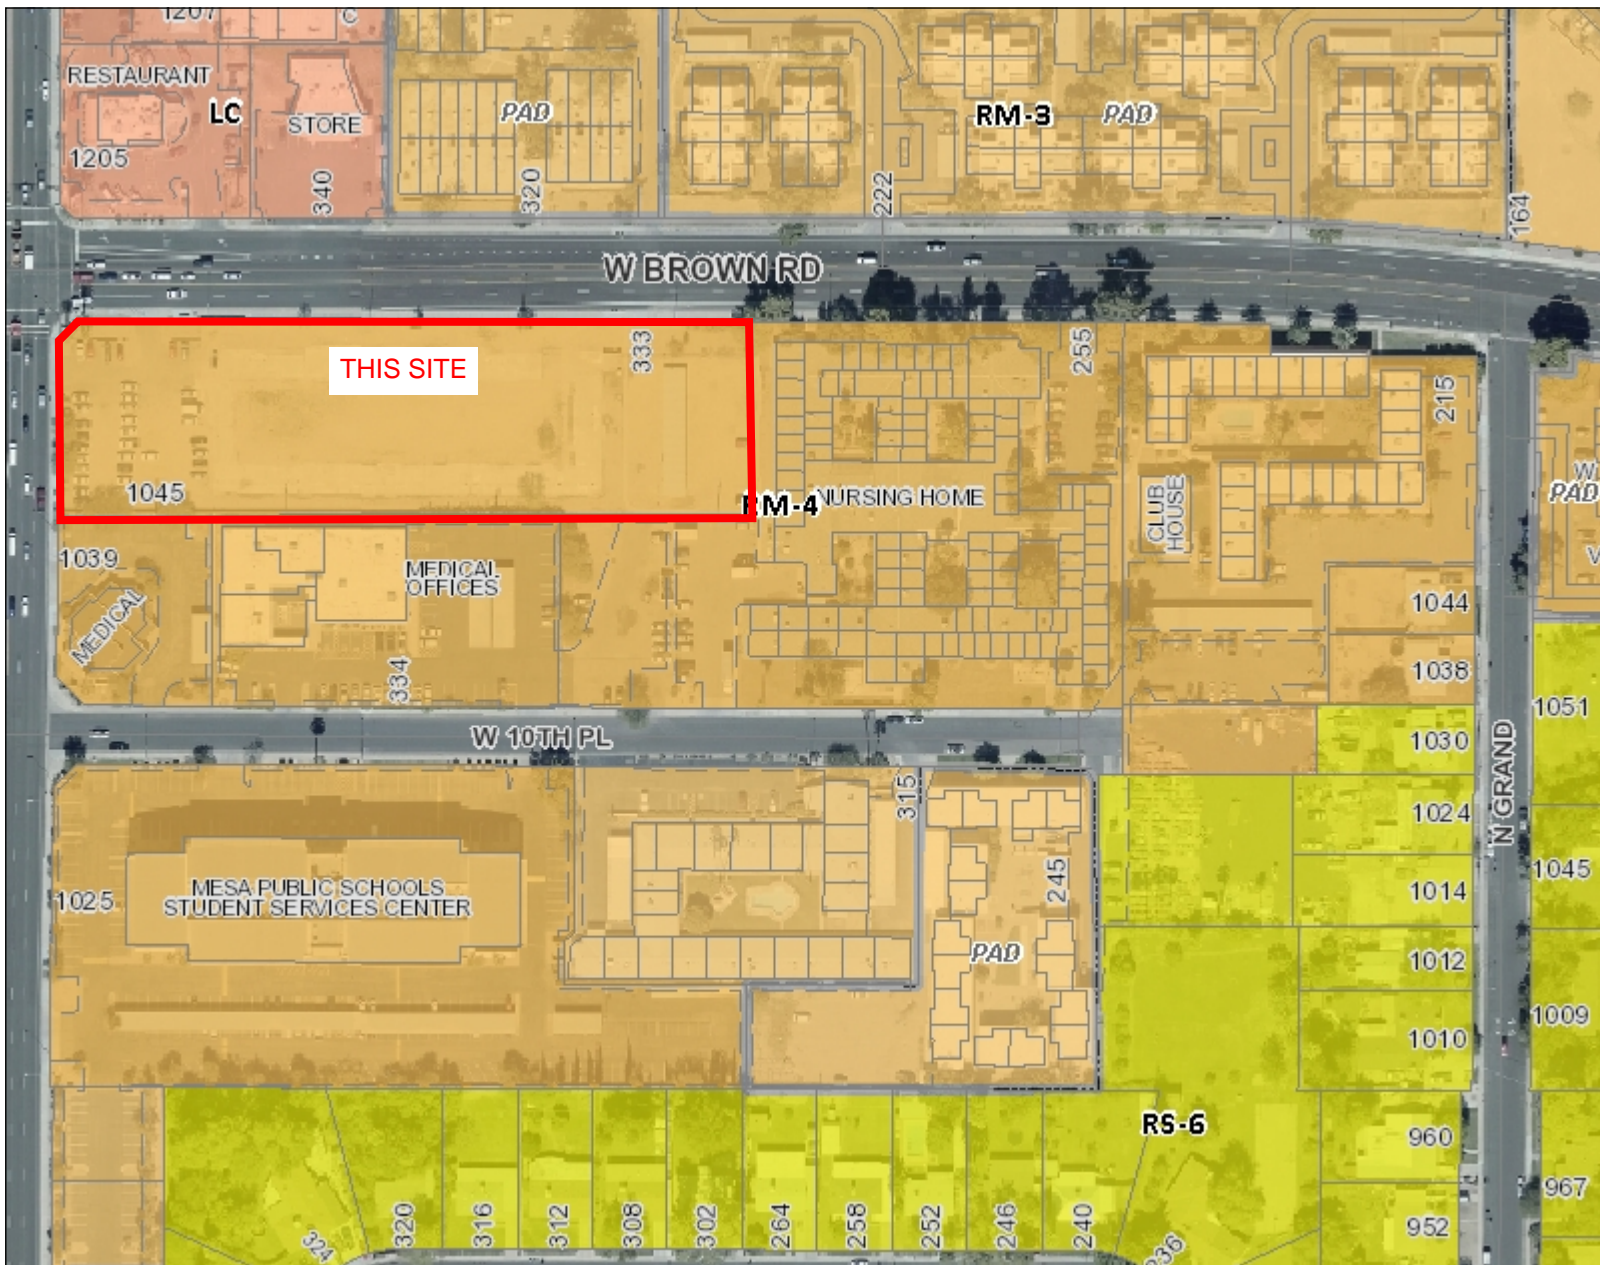 1207
C
RESTAURANT
LC
STORE
1205
340
PAD
320
222
RM-3
PAD
164
W BROWN RD
THIS SITE
333
1045
255
215
RM-4
NURSING HOME
CLUB
HOUSE
W
PAD
V
1039
MEDICAL
MEDICAL
OFFICES
334
1044
1038
W 10TH PL
1030
1051
N GRAND
315
1024
245
1014
1045
1025
MESA PUBLIC SCHOOLS
STUDENT SERVICES CENTER
PAD
1012
1009
1010
RS-6
960
967
952
324
320
316
312
308
302
264
258
252
246
240
236